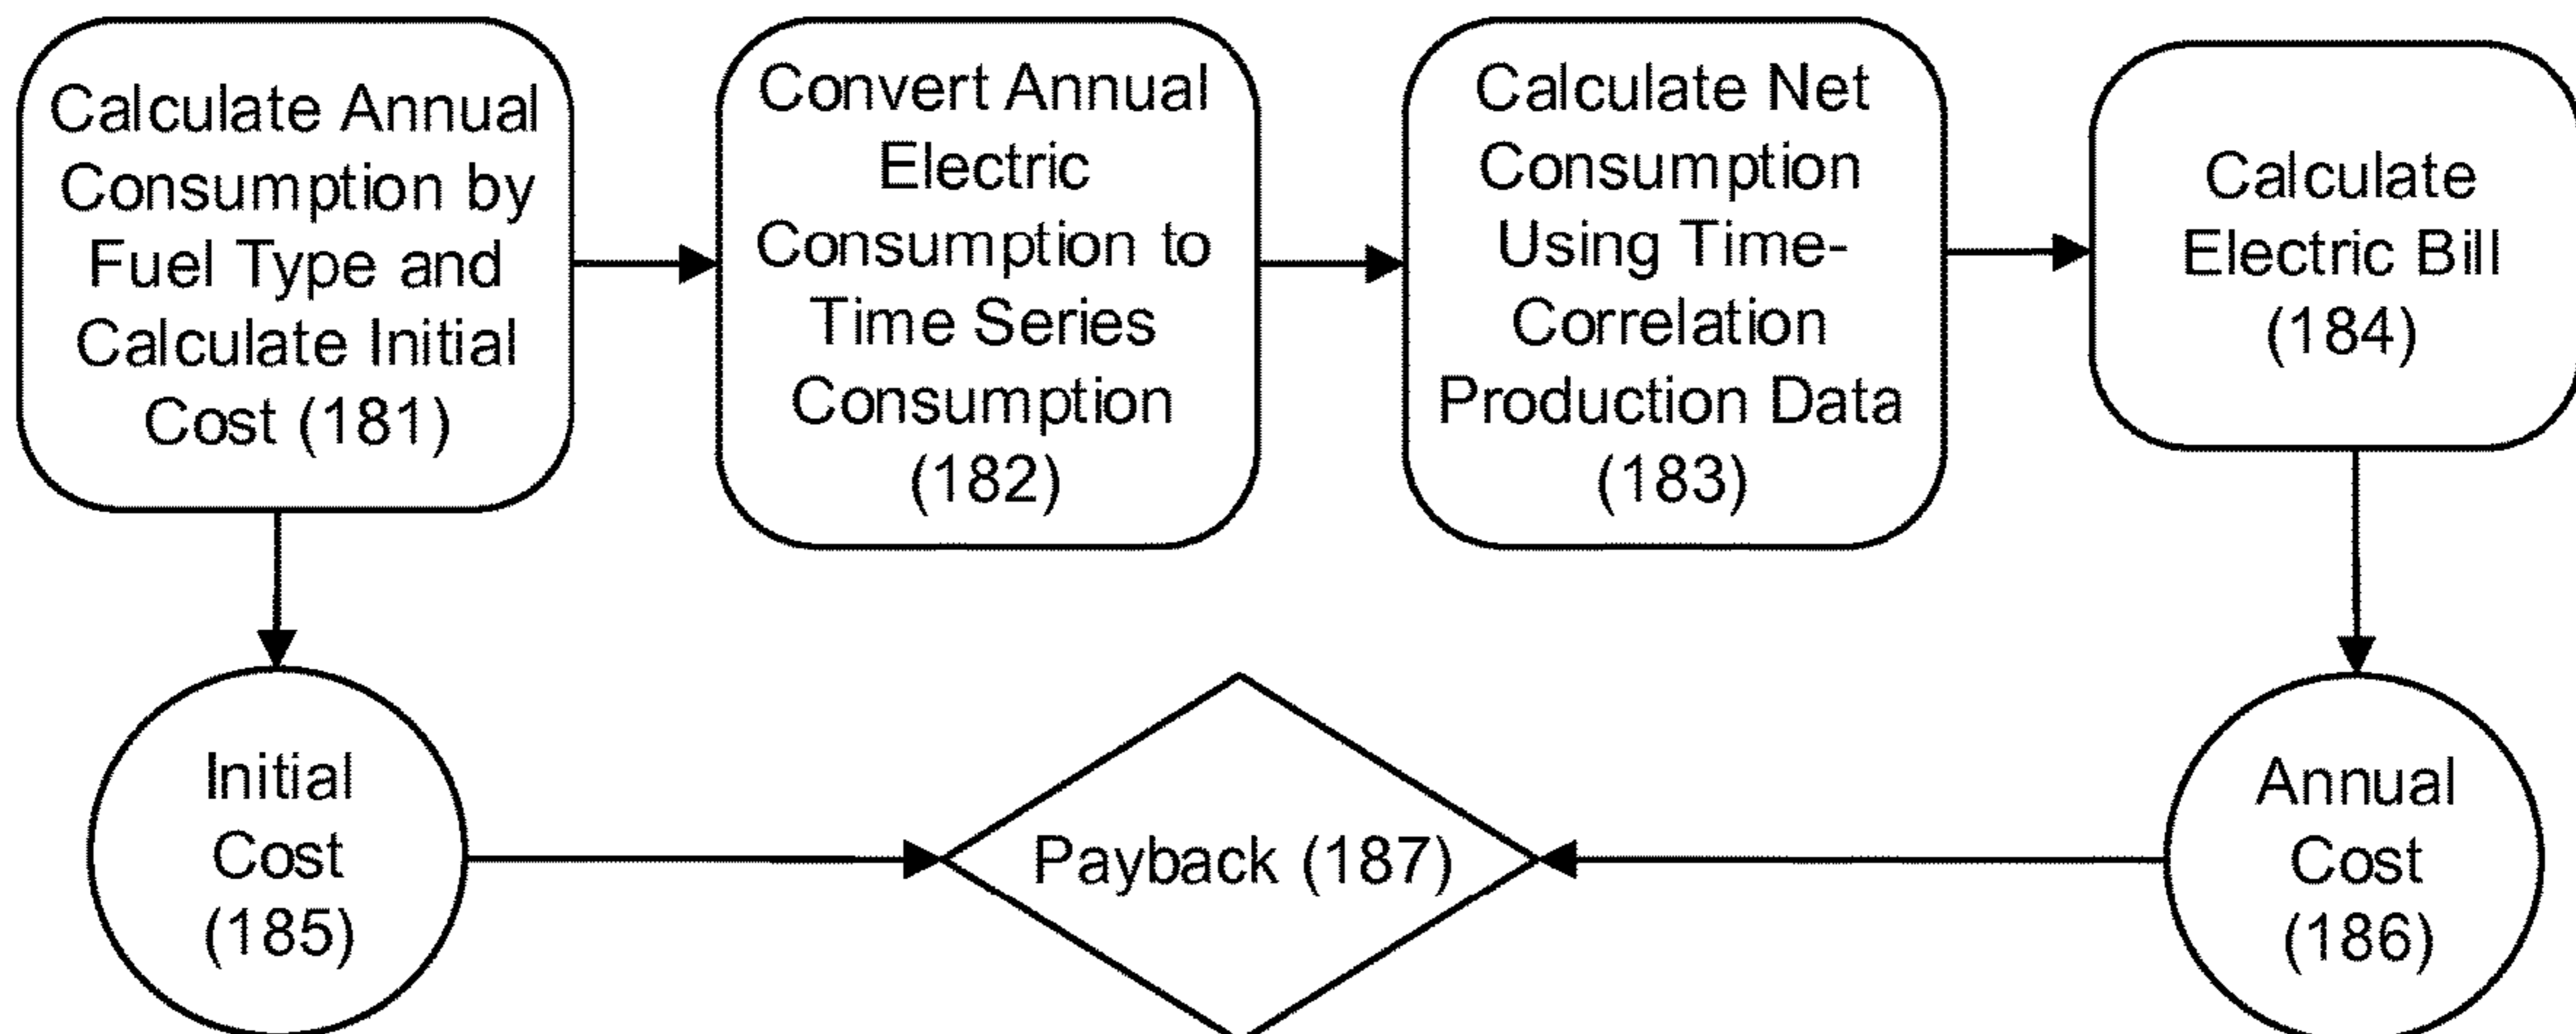 Calculate Annual
Consumption by
Fuel Type and
Calculate Initial
Cost (181)
Convert Annual
Electric
Consumption to
Time Series
Consumption
(182)
Calculate Net
Consumption
Using Time-
Correlation
Production Data
(183)
Calculate
Electric Bill
(184)
Initial
Cost
(185)
Payback (187)
Annual
Cost
(186)